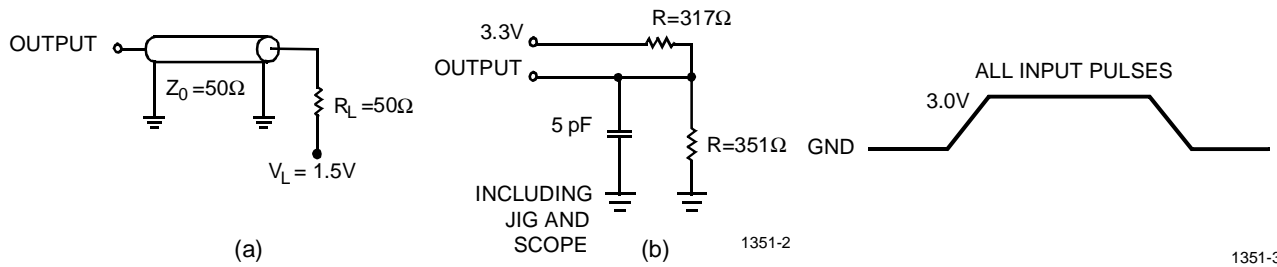 OUTPUT
Z0 =50Ω
RL =50Ω
VL = 1.5V
(a)
R=317Ω
3.3V
OUTPUT
5 pF
R=351Ω
INCLUDING
JIG AND
SCOPE
(b)
1351-2
ALL INPUT PULSES
3.0V
GND
1351-3